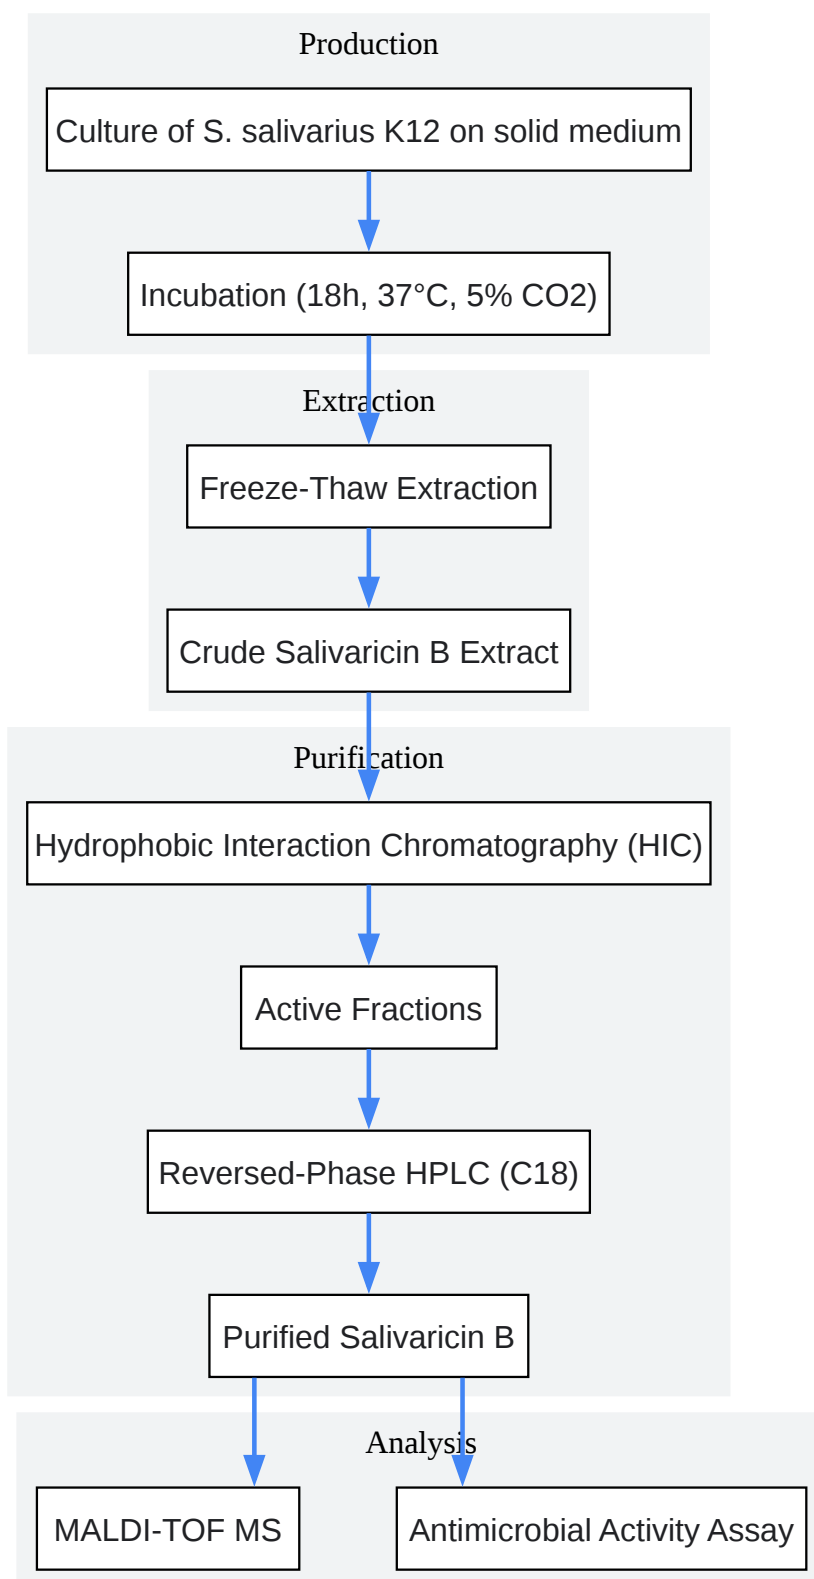 Production
Culture of S. salivarius K12 on solid medium
Incubation (18h, 37°C, 5% CO2)
Extraction
Freeze-Thaw Extraction
Crude Salivaricin B Extract
Purification
Hydrophobic Interaction Chromatography (HIC)
Active Fractions
Reversed-Phase HPLC (C18)
Purified Salivaricin B
Analysis
MALDI-TOF MS
Antimicrobial Activity Assay